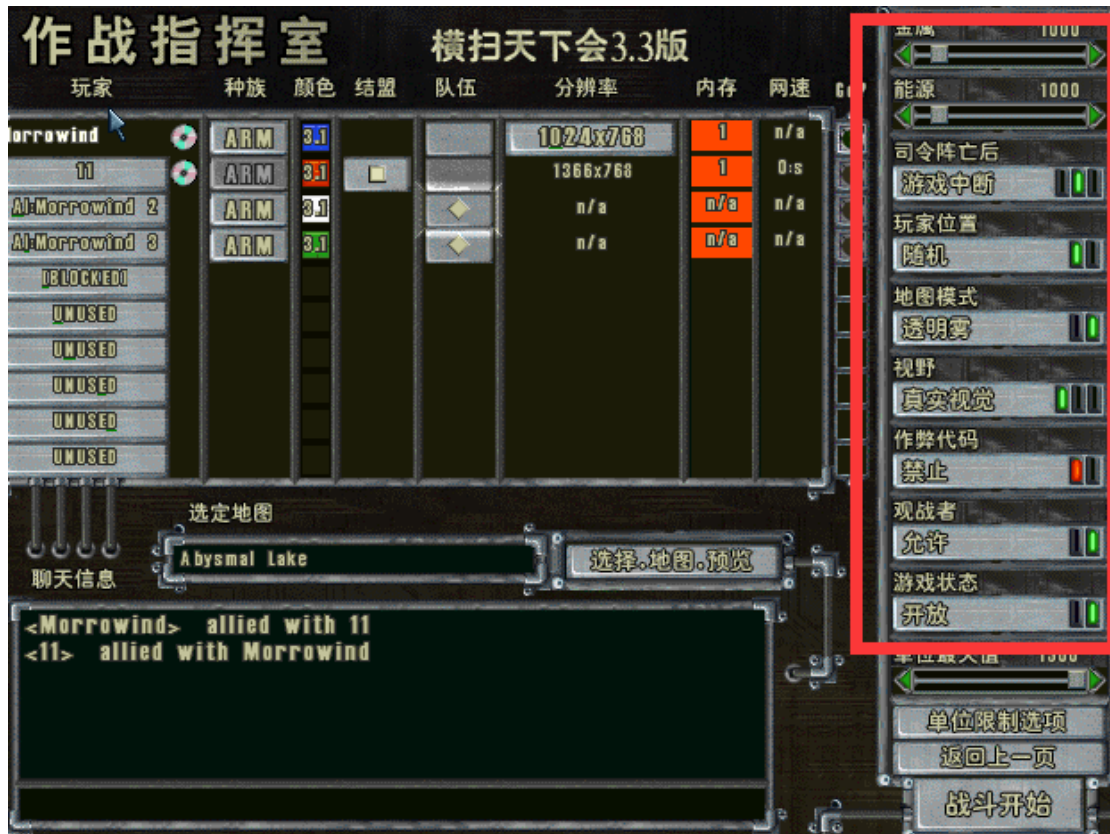 作战指挥室
横扫天下会3.3版
玩家 种族 颜色 结盟 队伍 分辨率 内存 网速
Morrowind ARM 3.1 1024x768 1 n/a
11 ARM 3.1 1366x768 1 0:s
AI:Morrowind 2 ARM 3.1 n/a n/a n/a
AI:Morrowind 3 ARM 3.1 n/a n/a n/a
[BLOCKED]
UNUSED
UNUSED
UNUSED
UNUSED
UNUSED
选定地图
Abysmal Lake
选择.地图.预览
聊天信息
<Morrowind> allied with 11
<11> allied with Morrowind
金属 1000
能源 1000
司令阵亡后
游戏中断
玩家位置
随机
地图模式
透明雾
视野
真实视觉
作弊代码
禁止
观战者
允许
游戏状态
开放
单位最大值 1500
单位限制选项
返回上一页
战斗开始